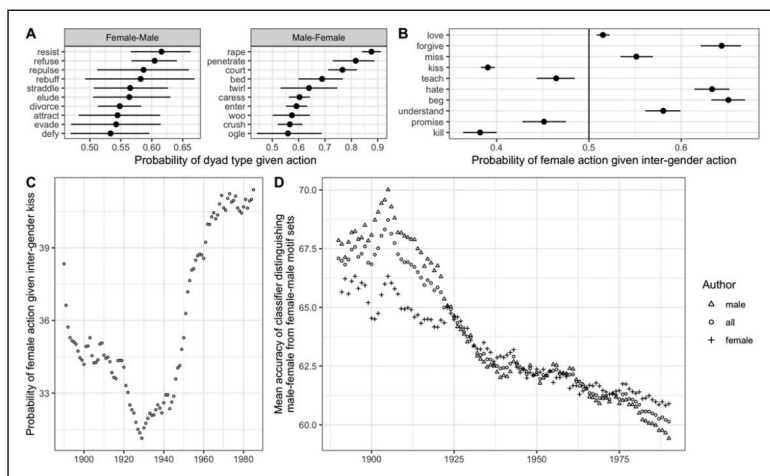 A
Female-Male
resist
refuse
repulse
rebuff
straddle
elude
divorce
attract
evade
defy
0.50 0.55 0.60 0.65
Male-Female
rape
penetrate
court
bed
twirl
caress
enter
woo
crush
ogle
0.5 0.6 0.7 0.8 0.9
Probability of dyad type given action
B
love
forgive
miss
kiss
teach
hate
beg
understand
promise
kill
0.4 0.5 0.6
Probability of female action given inter-gender action
C
Probability of female action given inter-gender kiss
39
36
33
1900 1920 1940 1960 1980
D
Mean accuracy of classifier distinguishing
male-female from female-male motif sets
70.0
67.5
65.0
62.5
60.0
1900 1925 1950 1975
Author
male
all
female